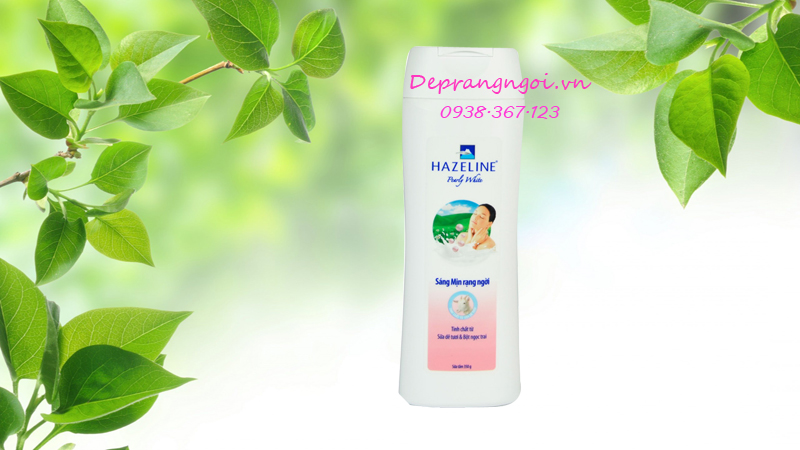 Deprangngoi.vn
0938·367·123
HAZELINE®
Pearly White
Sáng Mịn rạng ngời
Tinh chất từ
Sữa dê tươi & Bột ngọc trai